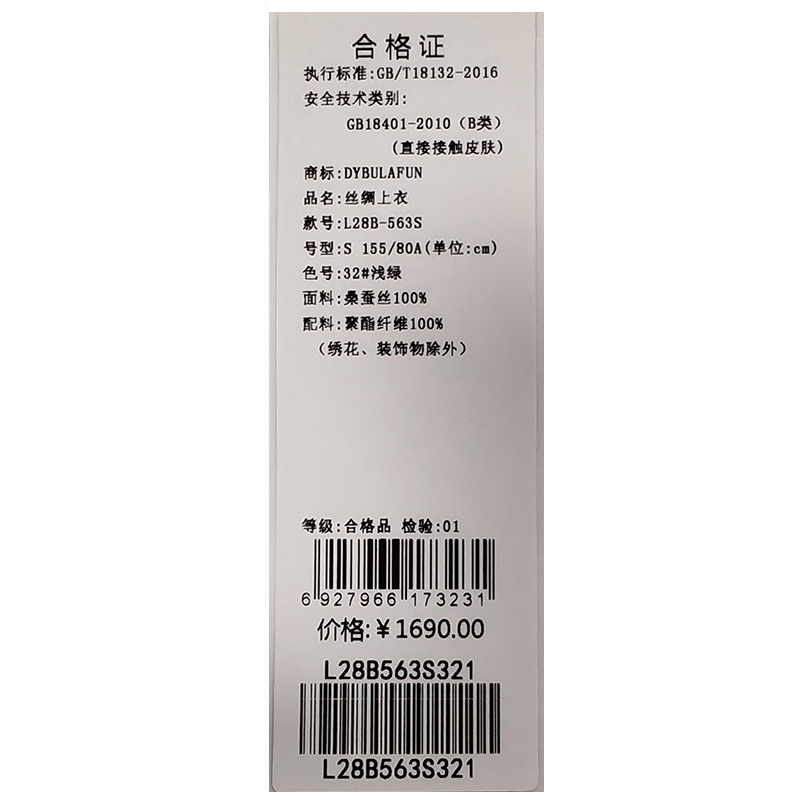 合格证
执行标准:GB/T18132-2016
安全技术类别:
GB18401-2010（B类）
(直接接触皮肤)
商标:DYBULAFUN
品名:丝绸上衣
款号:L28B-563S
号型:S 155/80A(单位:cm)
色号:32#浅绿
面料:桑蚕丝100%
配料:聚酯纤维100%
（绣花、装饰物除外）
等级:合格品 检验:01
6 927966 173231
价格:￥1690.00
L28B563S321
L28B563S321